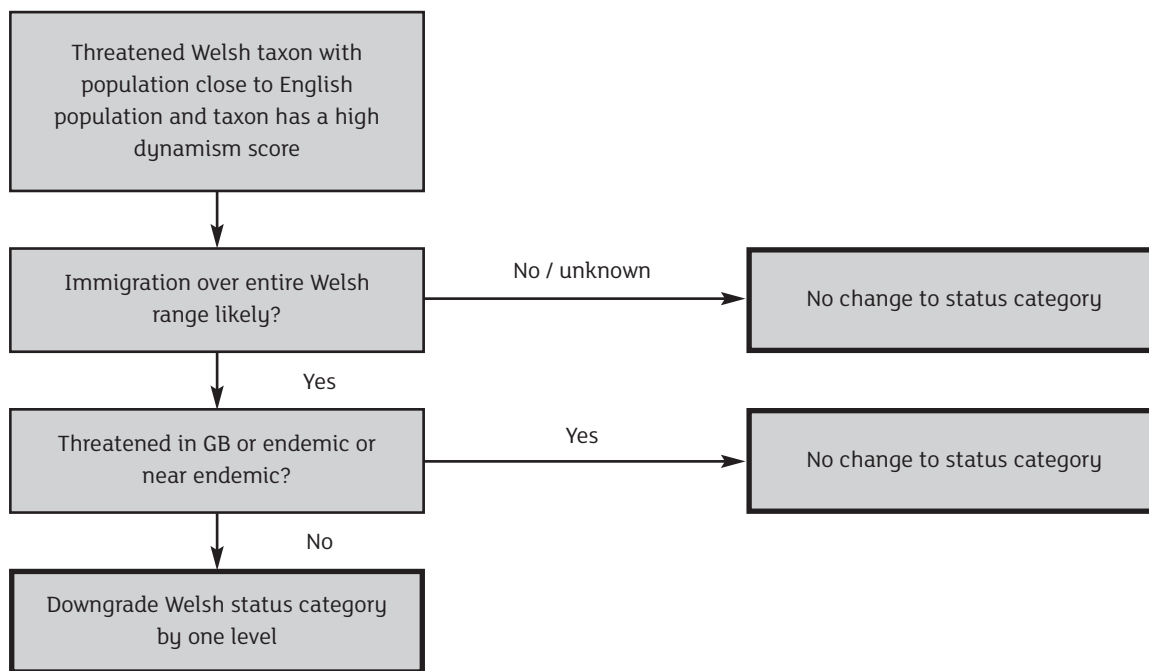 Threatened Welsh taxon with
population close to English
population and taxon has a high
dynamism score
Immigration over entire Welsh
range likely?
No / unknown
No change to status category
Yes
Threatened in GB or endemic or
near endemic?
Yes
No change to status category
No
Downgrade Welsh status category
by one level